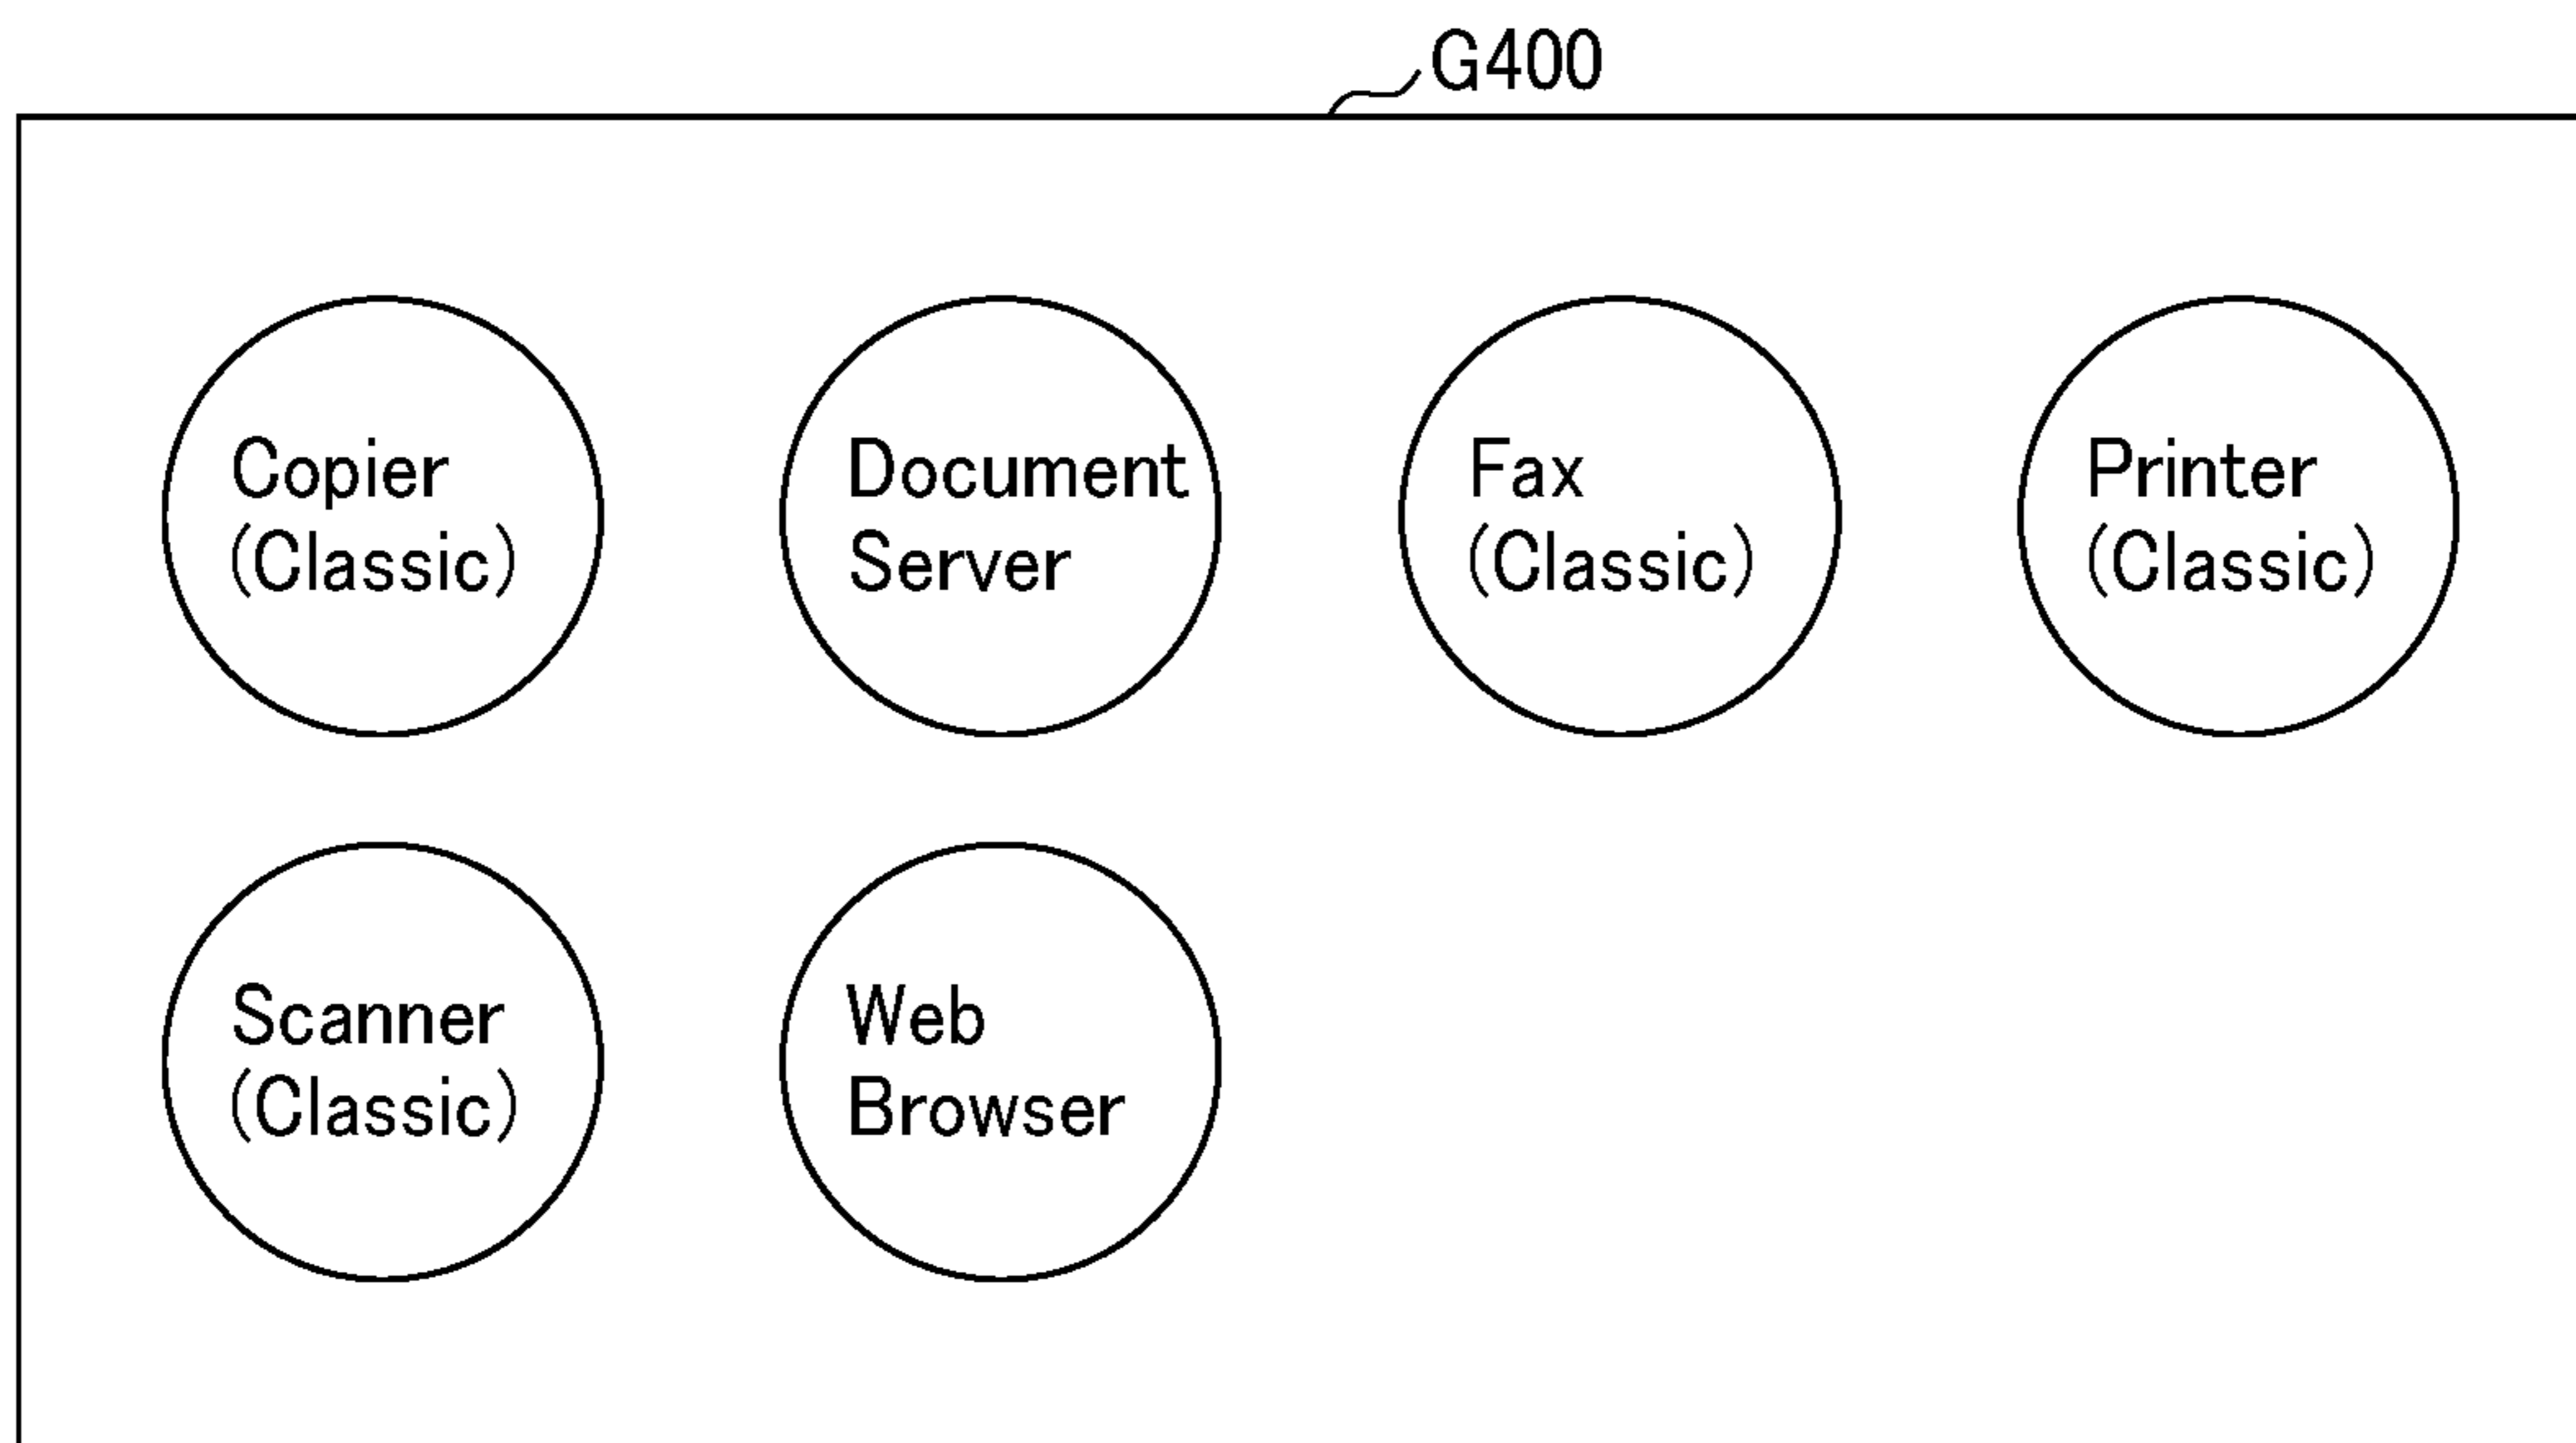 G400
Copier
(Classic)
Document
Server
Fax
(Classic)
Printer
(Classic)
Scanner
(Classic)
Web
Browser